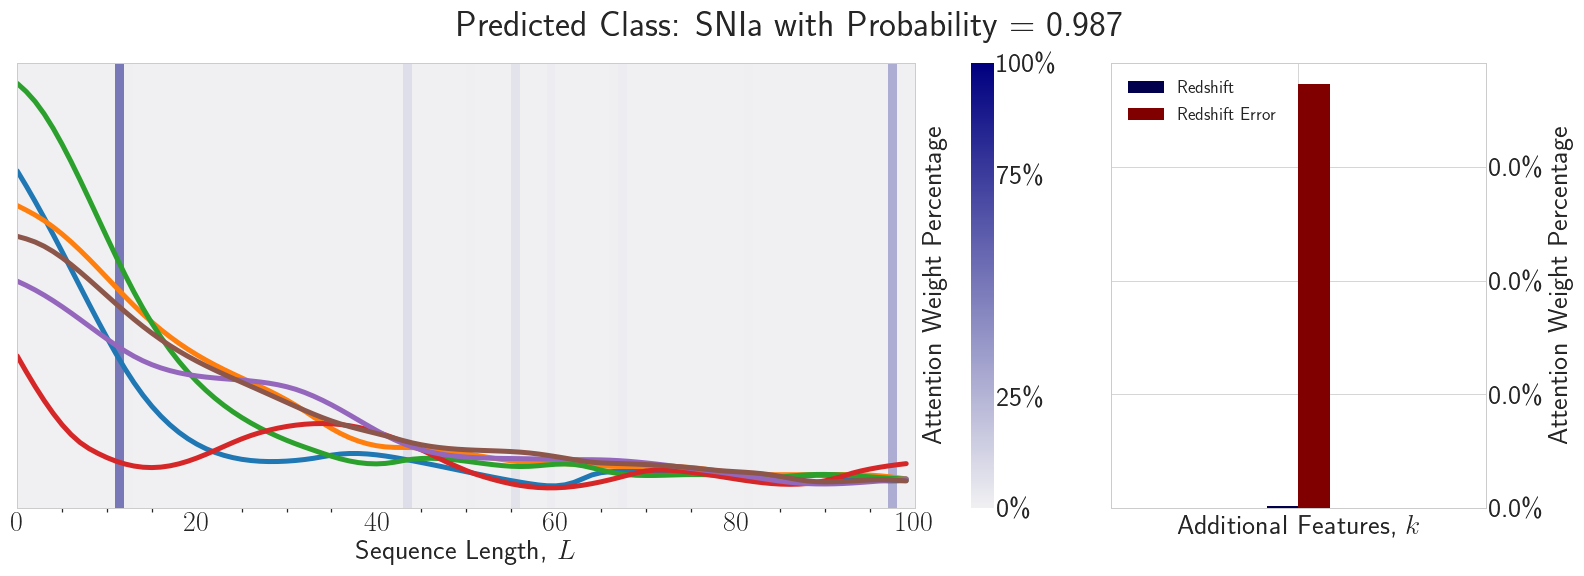 Predicted Class: SNIa with Probability = 0.987
0
20
40
60
80
100
Sequence Length, L
100%
75%
25%
0%
Attention Weight Percentage
Redshift
Redshift Error
0.0%
0.0%
0.0%
0.0%
Attention Weight Percentage
Additional Features, k